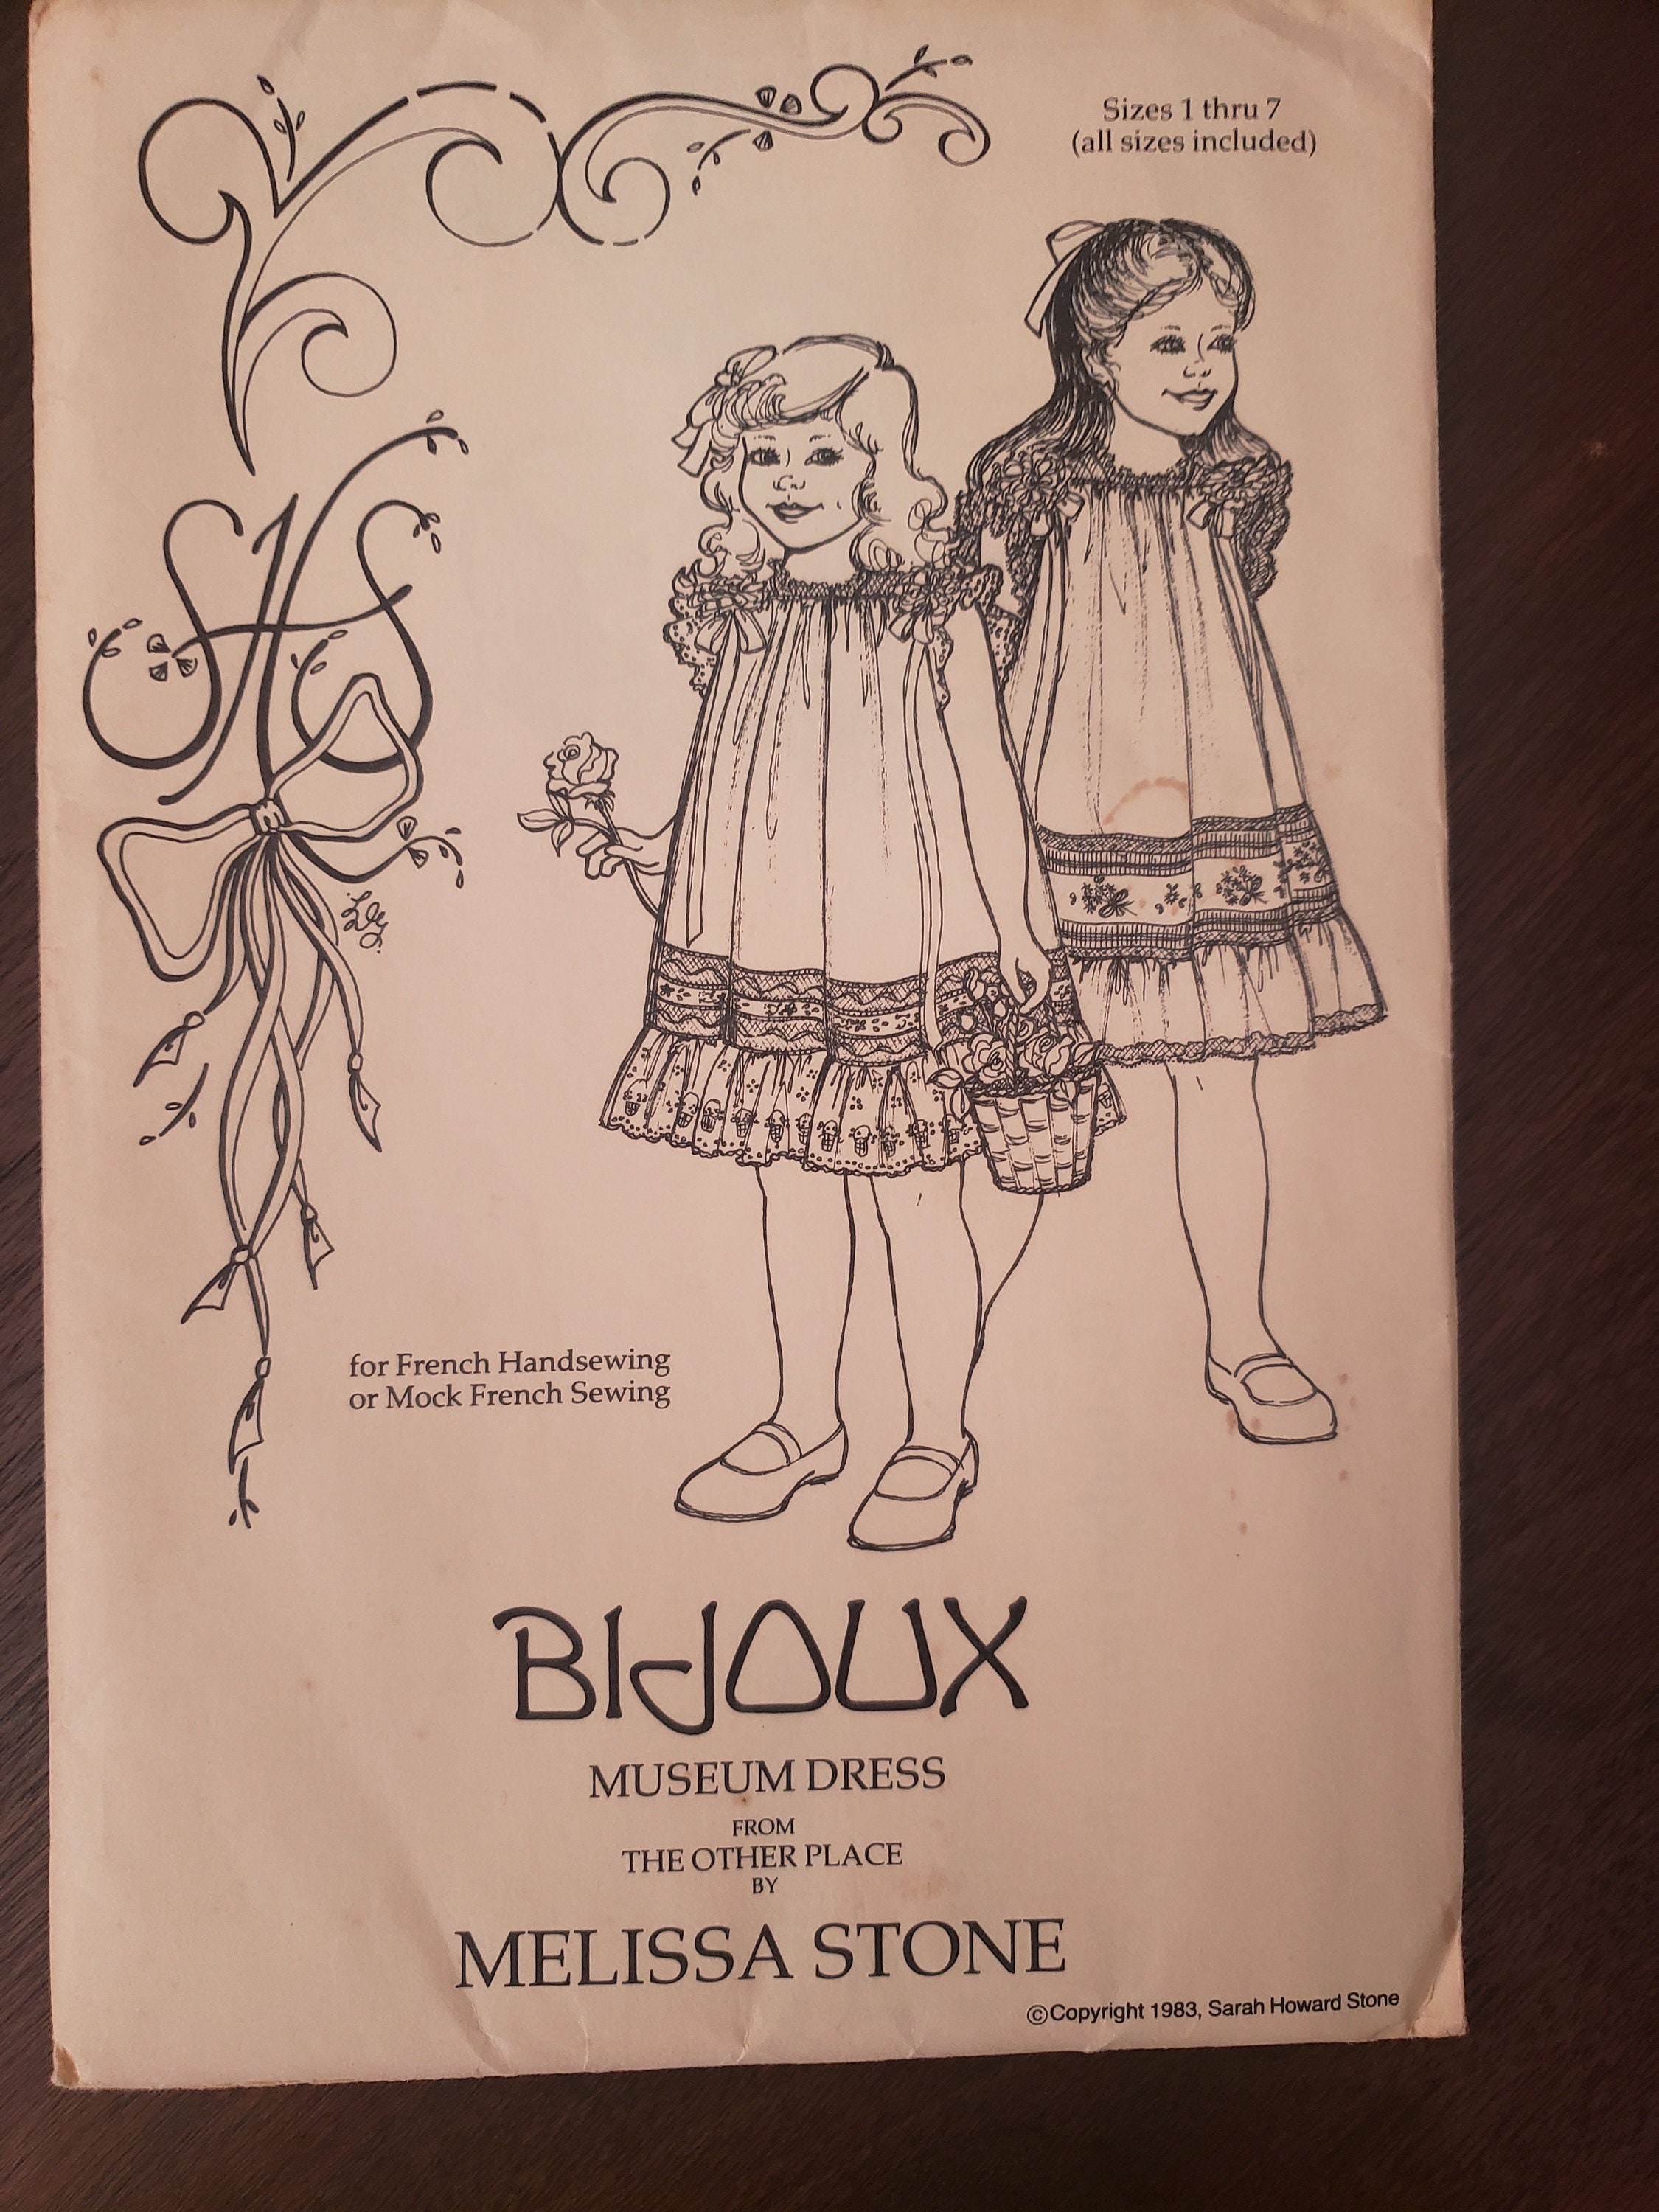 Sizes 1 thru 7
(all sizes included)
SHS
for French Handsewing
or Mock French Sewing
BIJOUX
MUSEUM DRESS
FROM
THE OTHER PLACE
BY
MELISSA STONE
©Copyright 1983, Sarah Howard Stone